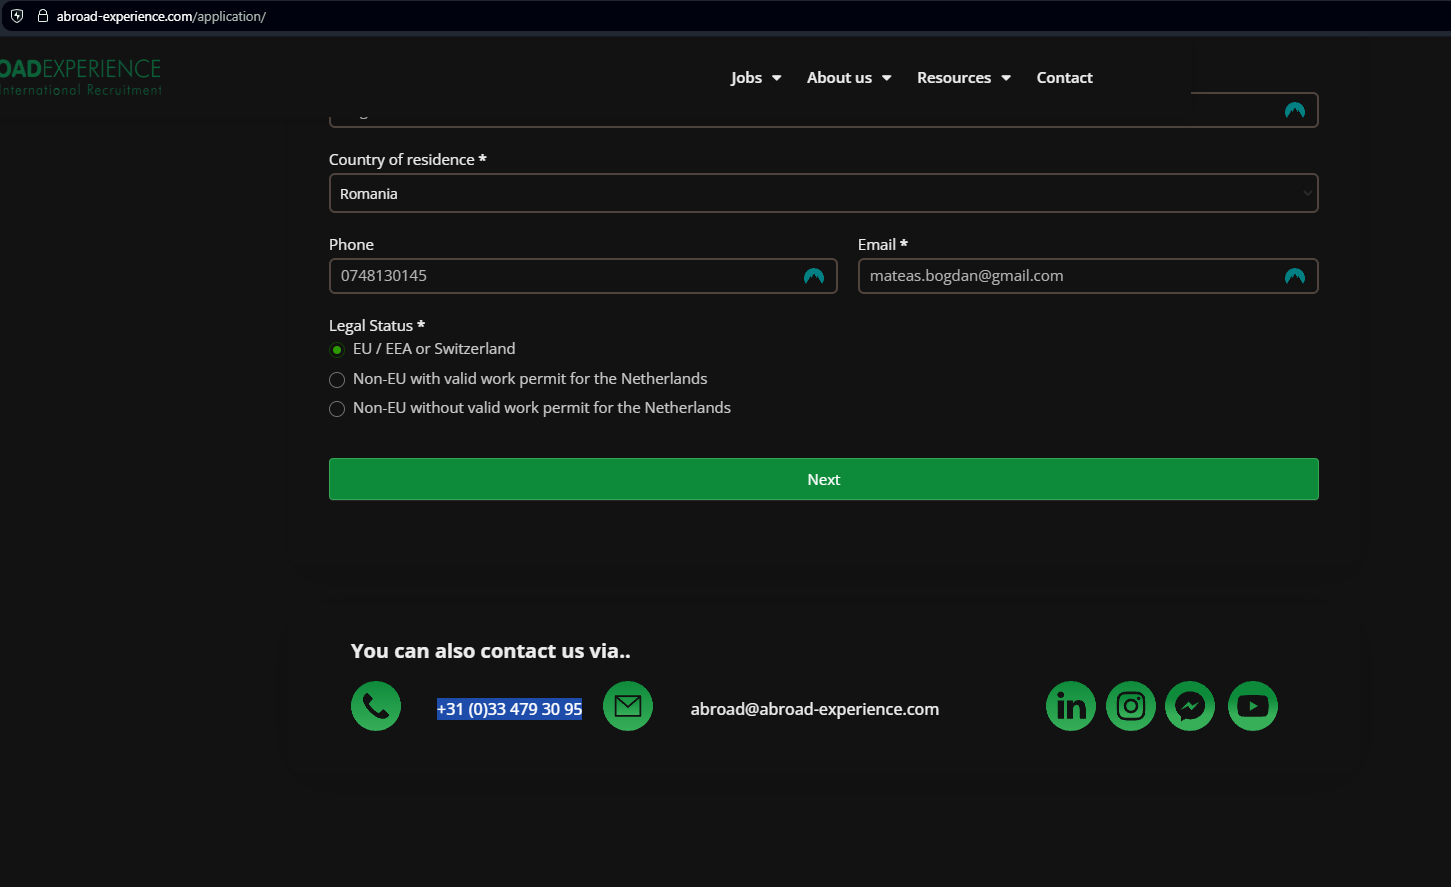 abroad-experience.com/application/
OADEXPERIENCE
International Recruitment
Jobs
About us
Resources
Contact
Country of residence *
Romania
Phone
Email *
0748130145
mateas.bogdan@gmail.com
Legal Status *
EU / EEA or Switzerland
Non-EU with valid work permit for the Netherlands
Non-EU without valid work permit for the Netherlands
Next
You can also contact us via..
+31 (0)33 479 30 95
abroad@abroad-experience.com
in